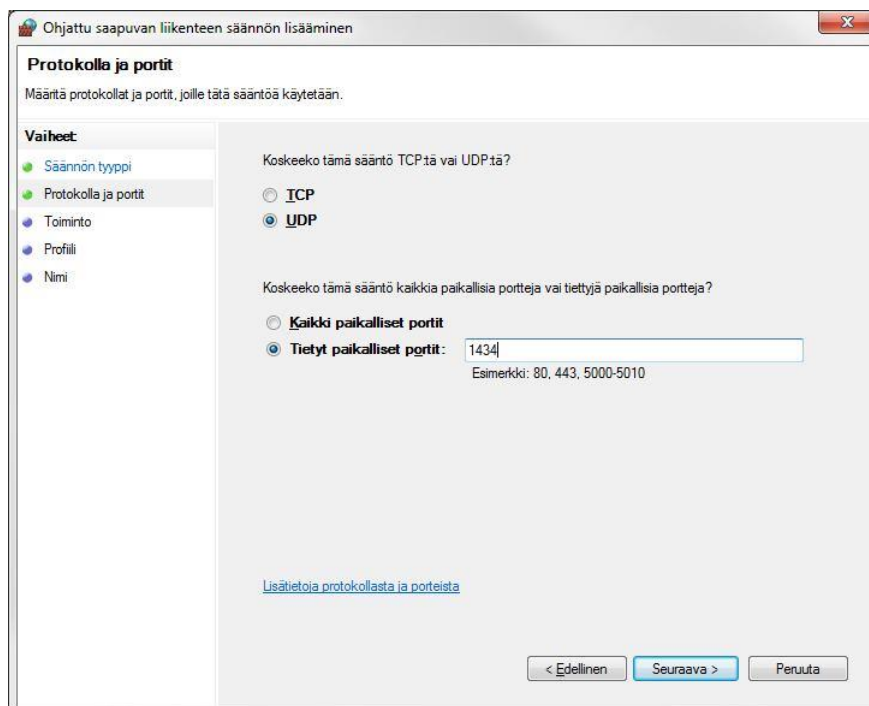 Ohjattu saapuvan liikenteen säännön lisääminen
x
Protokolla ja portit
Määritä protokollat ja portit, joille tätä sääntöä käytetään.
Vaiheet:
Säännön tyyppi
Protokolla ja portit
Toiminto
Profiili
Nimi
Koskeeko tämä sääntö TCP:tä vai UDP:tä?
TCP
UDP
Koskeeko tämä sääntö kaikkia paikallisia portteja vai tiettyjä paikallisia portteja?
Kaikki paikalliset portit
Tietyt paikalliset portit: 1434
Esimerkki: 80, 443, 5000-5010
Lisätietoja protokollasta ja porteista
< Edellinen Seuraava > Peruuta